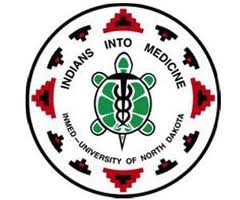 INDIANS INTO MEDICINE
INMED—UNIVERSITY OF NORTH DAKOTA